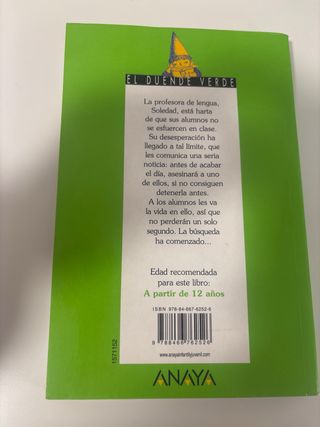 EL DUENDE VERDE
La profesora de lengua,
Soledad, está harta
de que sus alumnos no
se esfuercen en clase.
Su desesperación ha
llegado a tal límite, que
les comunica una seria
noticia: antes de acabar
el día, asesinará a uno
de ellos, si no consiguen
detenerla antes.
A los alumnos les va
la vida en ello, así que
no perderán un solo
segundo. La búsqueda
ha comenzado...
Edad recomendada
para este libro:
A partir de 12 años
ISBN 978-84-667-6252-6
9 788466 762526
www.anayainfantilyjuvenil.com
1571152
ANAYA